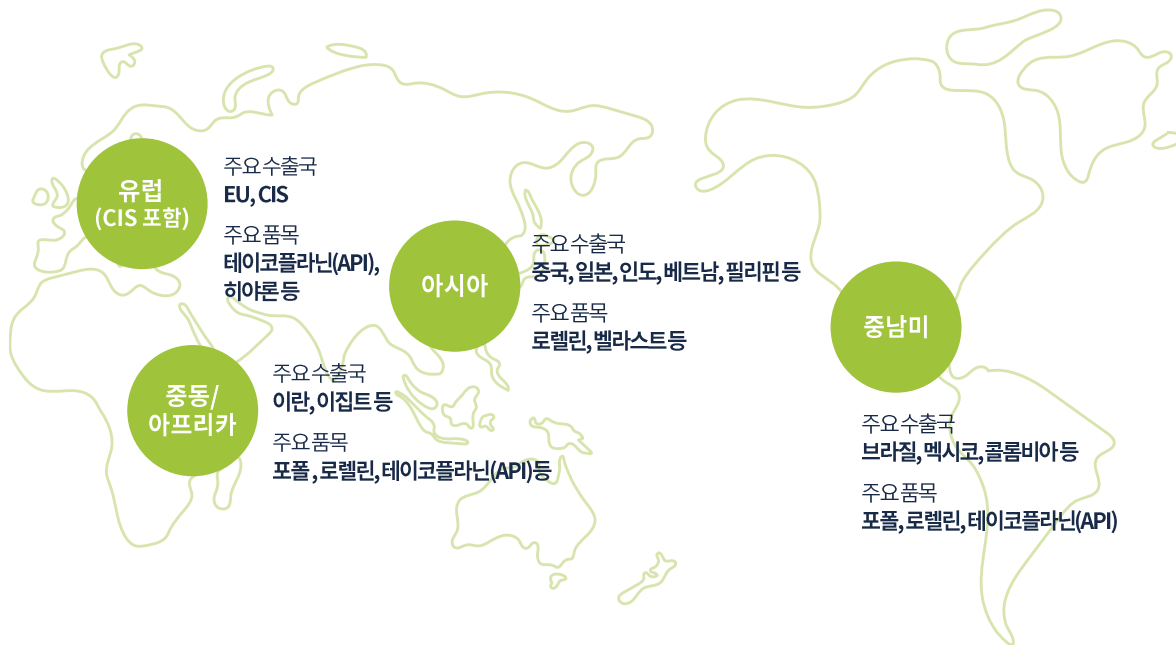 유럽
(CIS 포함)
주요 수출국
EU, CIS
주요 품목
테이코플라닌(API),
히야론 등
아시아
주요 수출국
중국, 일본, 인도, 베트남, 필리핀 등
주요 품목
로렐린, 벨라스트 등
중동/
아프리카
주요 수출국
이란, 이집트 등
주요 품목
포폴, 로렐린, 테이코플라닌(API)등
중남미
주요 수출국
브라질, 멕시코, 콜롬비아 등
주요 품목
포폴, 로렐린, 테이코플라닌(API)